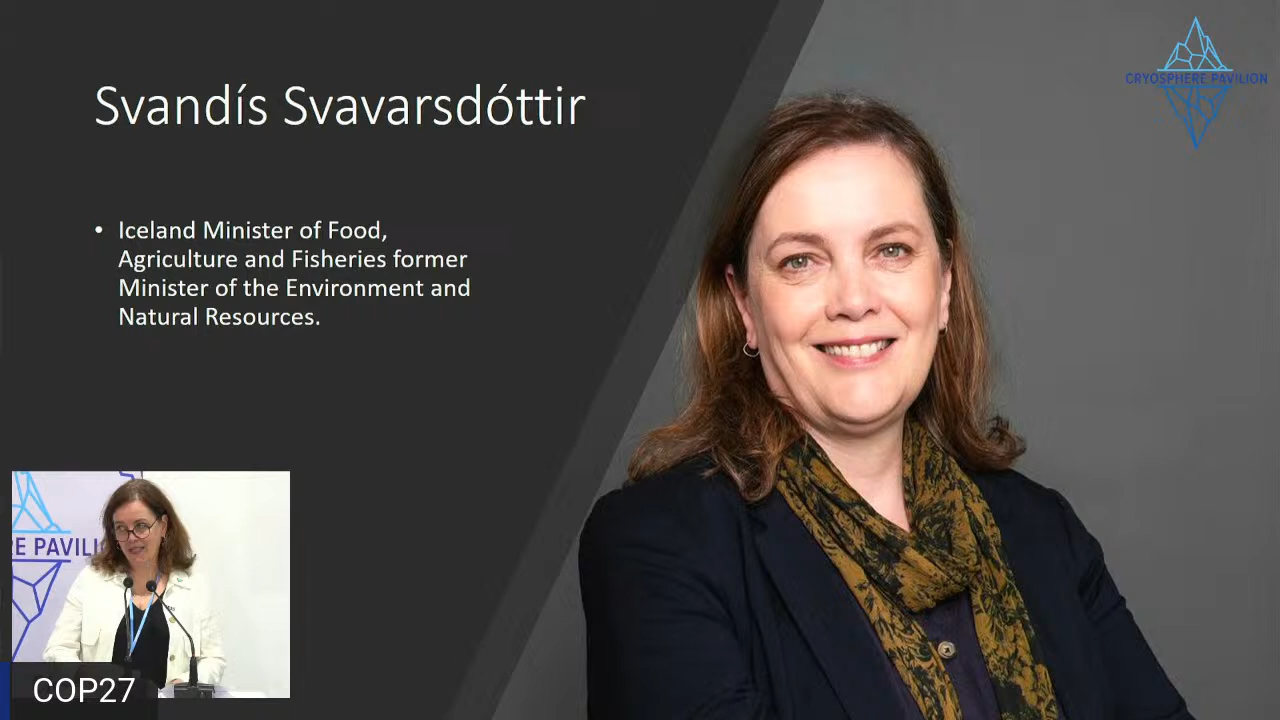 Svandís Svavarsdóttir
CRYOSPHERE PAVILION
• Iceland Minister of Food,
Agriculture and Fisheries former
Minister of the Environment and
Natural Resources.
COP27